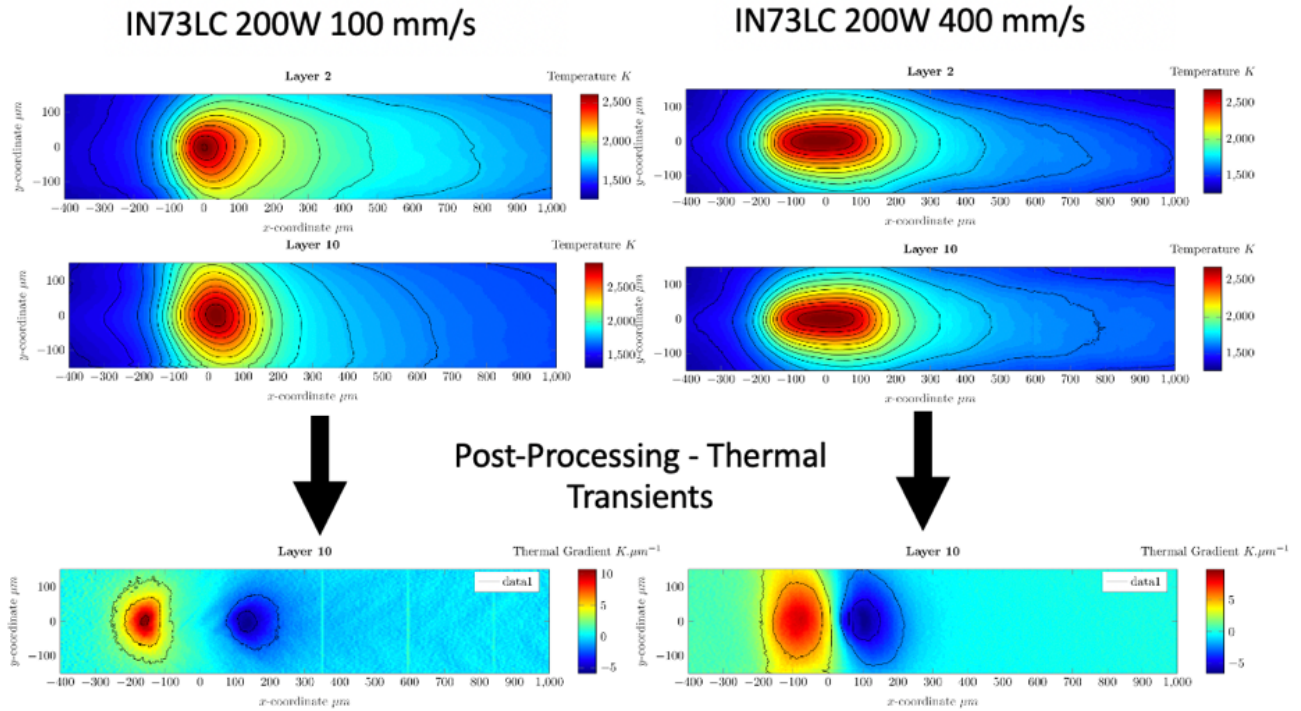 IN73LC 200W 100 mm/s
IN73LC 200W 400 mm/s
Layer 2
Temperature K
100
0
−100
y-coordinate μm
−400 −300 −200 −100 0 100 200 300 400 500 600 700 800 900 1,000
x-coordinate μm
2,500
2,000
1,500
Layer 2
Temperature K
100
0
−100
y-coordinate μm
−400 −300 −200 −100 0 100 200 300 400 500 600 700 800 900 1,000
x-coordinate μm
2,500
2,000
1,500
Layer 10
Temperature K
100
0
−100
y-coordinate μm
−400 −300 −200 −100 0 100 200 300 400 500 600 700 800 900 1,000
x-coordinate μm
2,500
2,000
1,500
Layer 10
Temperature K
100
0
−100
y-coordinate μm
−400 −300 −200 −100 0 100 200 300 400 500 600 700 800 900 1,000
x-coordinate μm
2,500
2,000
1,500
Post-Processing - Thermal
Transients
Layer 10
Thermal Gradient K.μm−1
data1
100
0
−100
y-coordinate μm
−400 −300 −200 −100 0 100 200 300 400 500 600 700 800 900 1,000
x-coordinate μm
10
5
0
−5
Layer 10
Thermal Gradient K.μm−1
data1
100
0
−100
y-coordinate μm
−400 −300 −200 −100 0 100 200 300 400 500 600 700 800 900 1,000
x-coordinate μm
5
0
−5